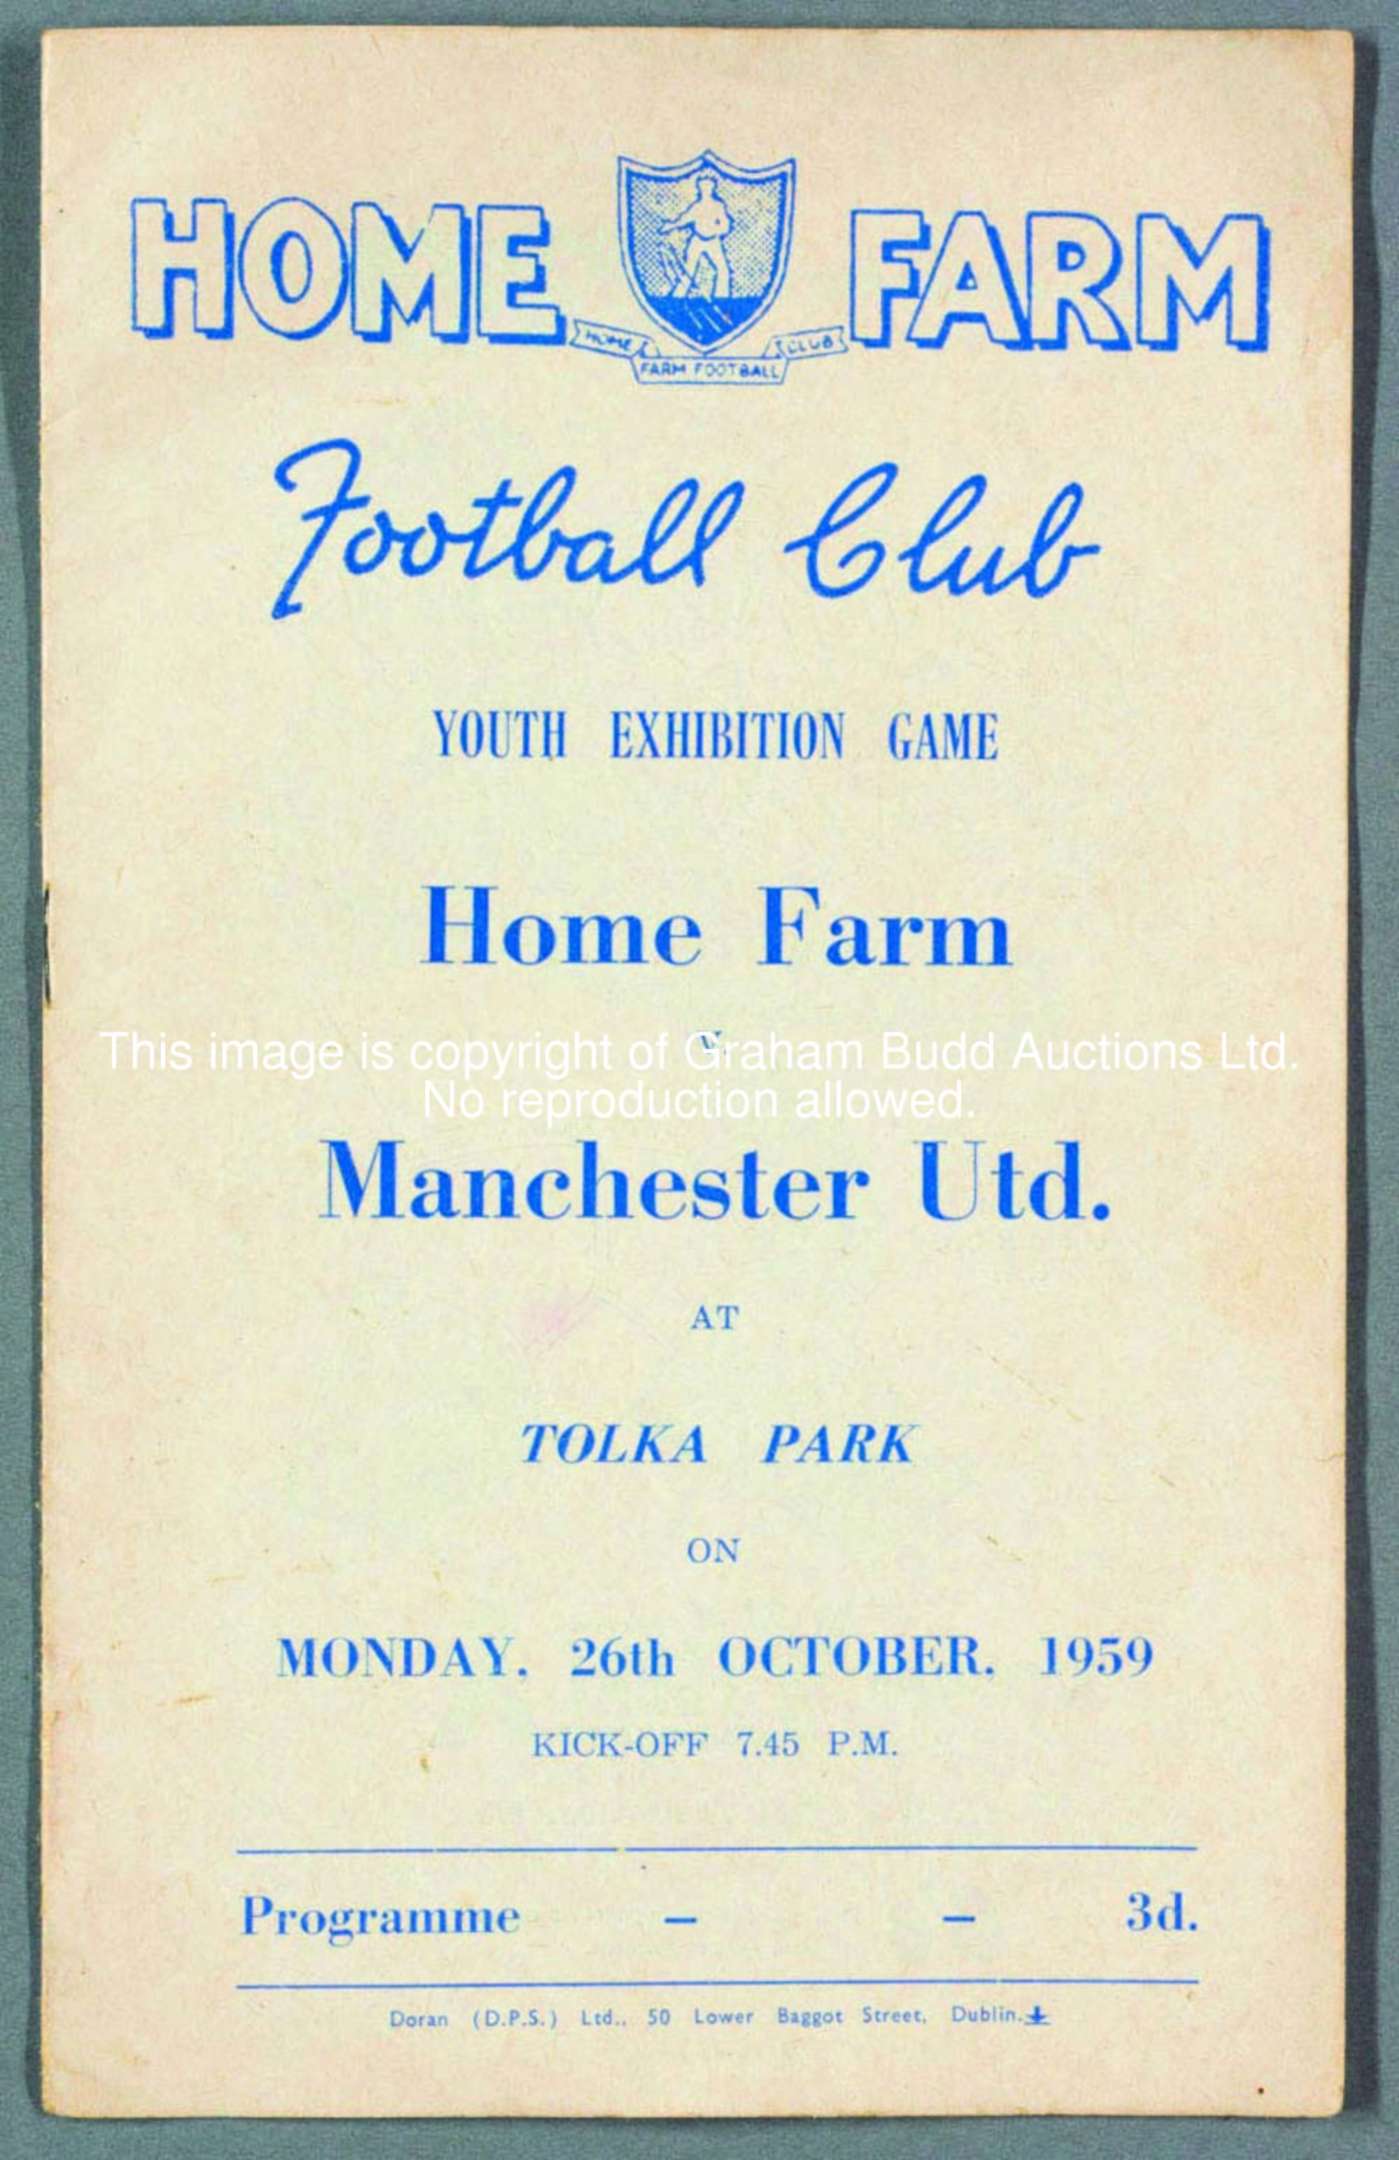 HOME FARM
HOME FARM FOOTBALL CLUB
Football Club
YOUTH EXHIBITION GAME
Home Farm
v.
This image is copyright of Graham Budd Auctions Ltd.
No reproduction allowed.
Manchester Utd.
AT
TOLKA PARK
ON
MONDAY, 26th OCTOBER, 1959
KICK-OFF 7.45 P.M.
Programme – – 3d.
Doran (D.P.S.) Ltd., 50 Lower Baggot Street, Dublin.